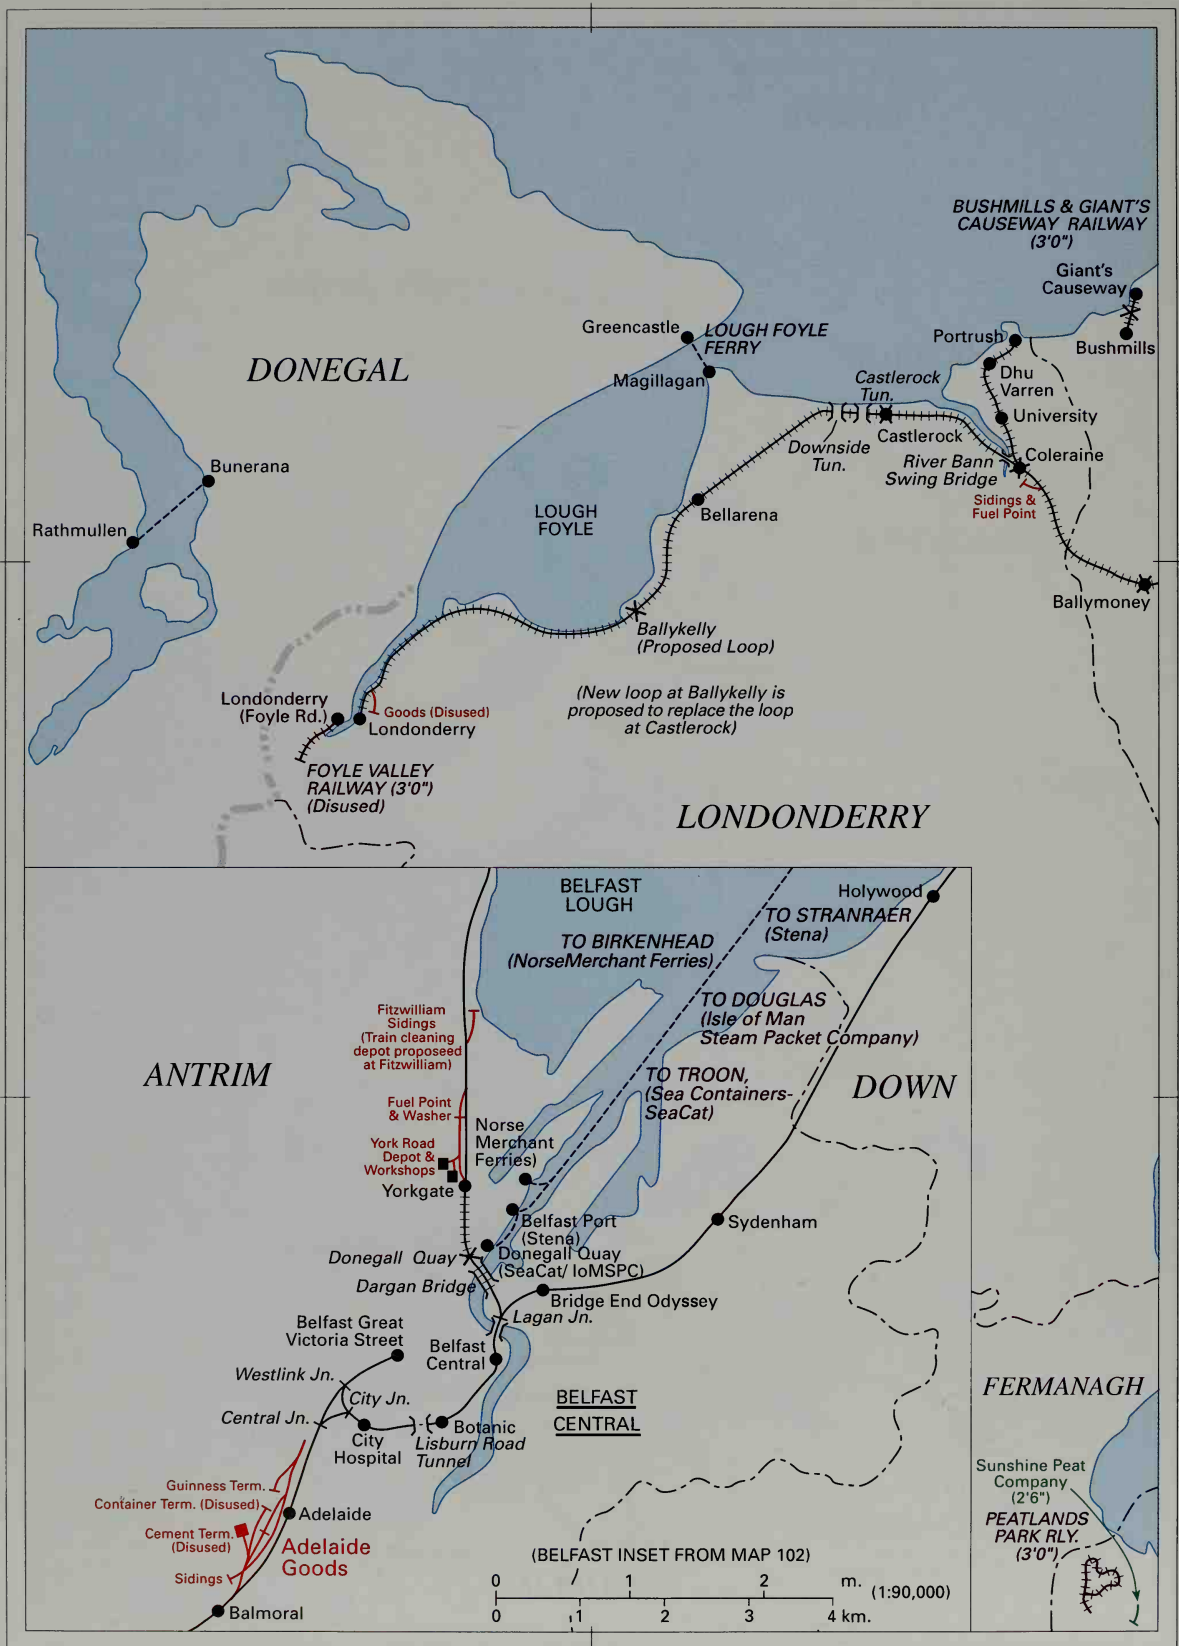 BUSHMILLS & GIANT'S
CAUSEWAY RAILWAY
(3'0")
Giant's
Causeway
Greencastle
LOUGH FOYLE
FERRY
Portrush
Bushmills
DONEGAL
Magillagan
Castlerock
Tun.
Dhu
Varren
University
Downside
Tun.
Castlerock
River Bann
Swing Bridge
Coleraine
Bunerana
Sidings &
Fuel Point
Rathmullen
LOUGH
FOYLE
Bellarena
Ballymoney
Ballykelly
(Proposed Loop)
Londonderry
(Foyle Rd.)
Goods (Disused)
Londonderry
(New loop at Ballykelly is
proposed to replace the loop
at Castlerock)
FOYLE VALLEY
RAILWAY (3'0")
(Disused)
LONDONDERRY
BELFAST
LOUGH
Holywood
TO STRANRAER
(Stena)
TO BIRKENHEAD
(NorseMerchant Ferries)
TO DOUGLAS
(Isle of Man
Steam Packet Company)
Fitzwilliam
Sidings
(Train cleaning
depot proposeed
at Fitzwilliam)
ANTRIM
TO TROON,
(Sea Containers-
SeaCat)
DOWN
Fuel Point
& Washer
Norse
Merchant
Ferries)
York Road
Depot &
Workshops
Yorkgate
Belfast Port
(Stena)
Sydenham
Donegall Quay
Donegall Quay
(SeaCat/ IoMSPC)
Dargan Bridge
Bridge End Odyssey
Lagan Jn.
Belfast Great
Victoria Street
Belfast
Central
Westlink Jn.
City Jn.
Central Jn.
BELFAST
CENTRAL
FERMANAGH
City
Hospital
Botanic
Lisburn Road
Tunnel
Guinness Term.
Container Term. (Disused)
Adelaide
Cement Term.
(Disused)
Adelaide
Goods
Sidings
Balmoral
Sunshine Peat
Company
(2'6")
PEATLANDS
PARK RLY.
(3'0")
(BELFAST INSET FROM MAP 102)
0 1 2 m.
(1:90,000)
0 1 2 3 4 km.